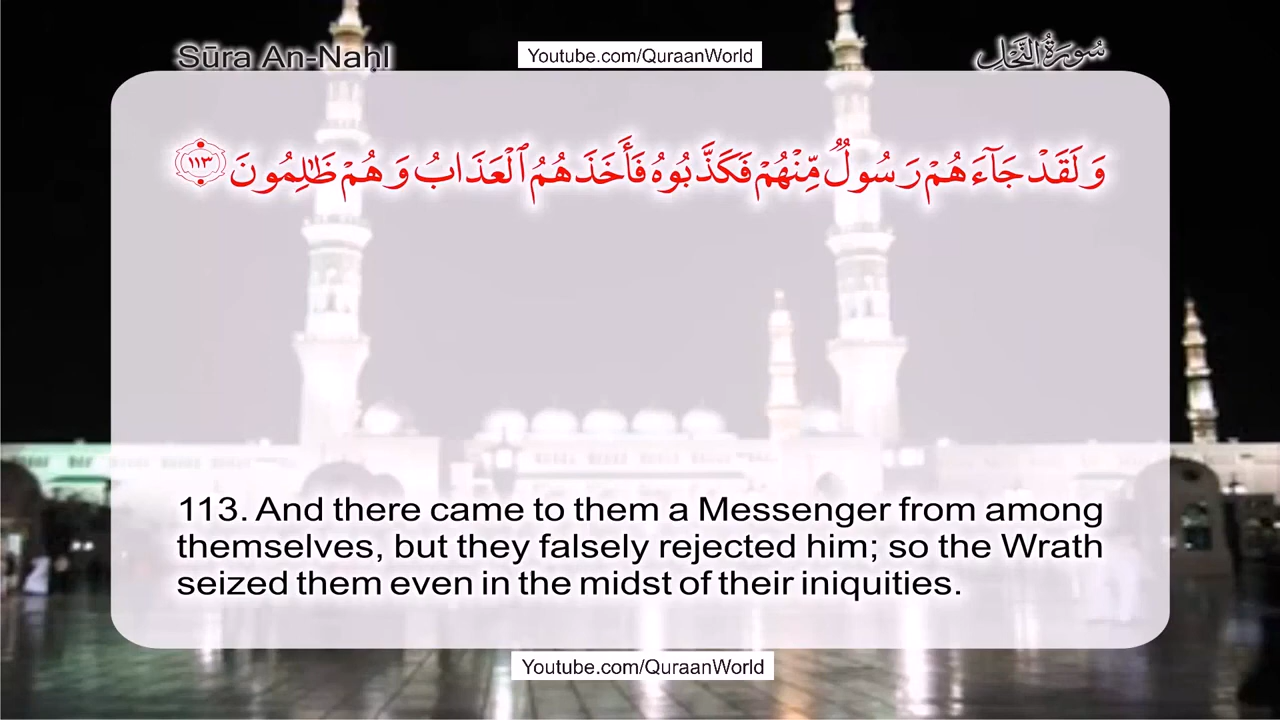 Sūra An-Naḥl
Youtube.com/QuraanWorld
سُورَةُ النَّحْلِ
وَلَقَدْ جَآءَهُمْ رَسُولٌ مِّنْهُمْ فَكَذَّبُوهُ فَأَخَذَهُمُ ٱلْعَذَابُ وَهُمْ ظَٰلِمُونَ ١١٣
113. And there came to them a Messenger from among
themselves, but they falsely rejected him; so the Wrath
seized them even in the midst of their iniquities.
Youtube.com/QuraanWorld